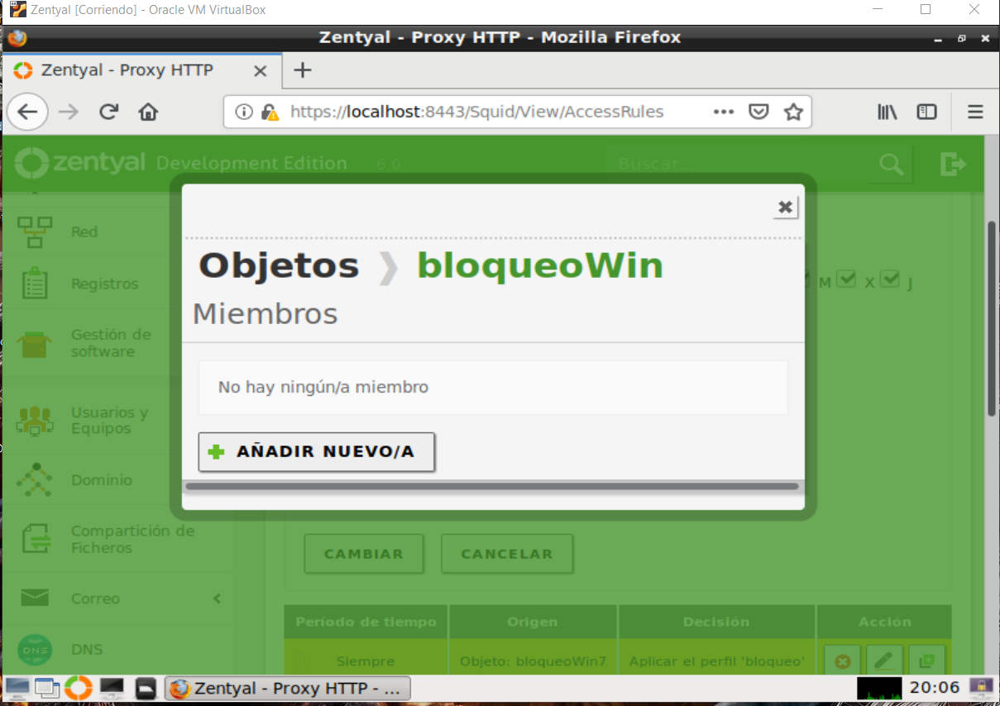 Zentyal [Corriendo] - Oracle VM VirtualBox
Zentyal - Proxy HTTP - Mozilla Firefox
Zentyal - Proxy HTTP
https://localhost:8443/Squid/View/AccessRules
zentyal Development Edition 6.0 Buscar...
Objetos bloqueoWin
Miembros
No hay ningún/a miembro
AÑADIR NUEVO/A
Red
Registros
M X J
Gestión de
software
Usuarios y
Equipos
Dominio
Compartición de
Ficheros
CAMBIAR CANCELAR
Correo
Período de tiempo Origen Decisión Acción
DNS DNS
Siempre Objeto: bloqueoWin7 Aplicar el perfil 'bloqueo'
Zentyal - Proxy HTTP - ...
20:06